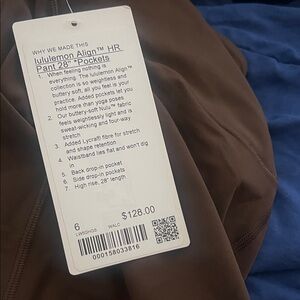 WHY WE MADE THIS
lululemon Align™ HR
Pant 28" *Pockets
1. When feeling nothing is
everything. The lululemon Align™
collection is so weightless and
buttery soft, all you feel is your
practice. Added pockets let you
hold more than yoga poses
2. Our buttery-soft Nulu™ fabric
feels weightlessly light and is
sweat-wicking and four-way
stretch
3. Added Lycra® fibre for stretch
and shape retention
4. Waistband lies flat and won't dig
in
5. Back drop-in pocket
6. Side drop-in pockets
7. High rise, 28" length
6 $128.00
WALC
000158033816